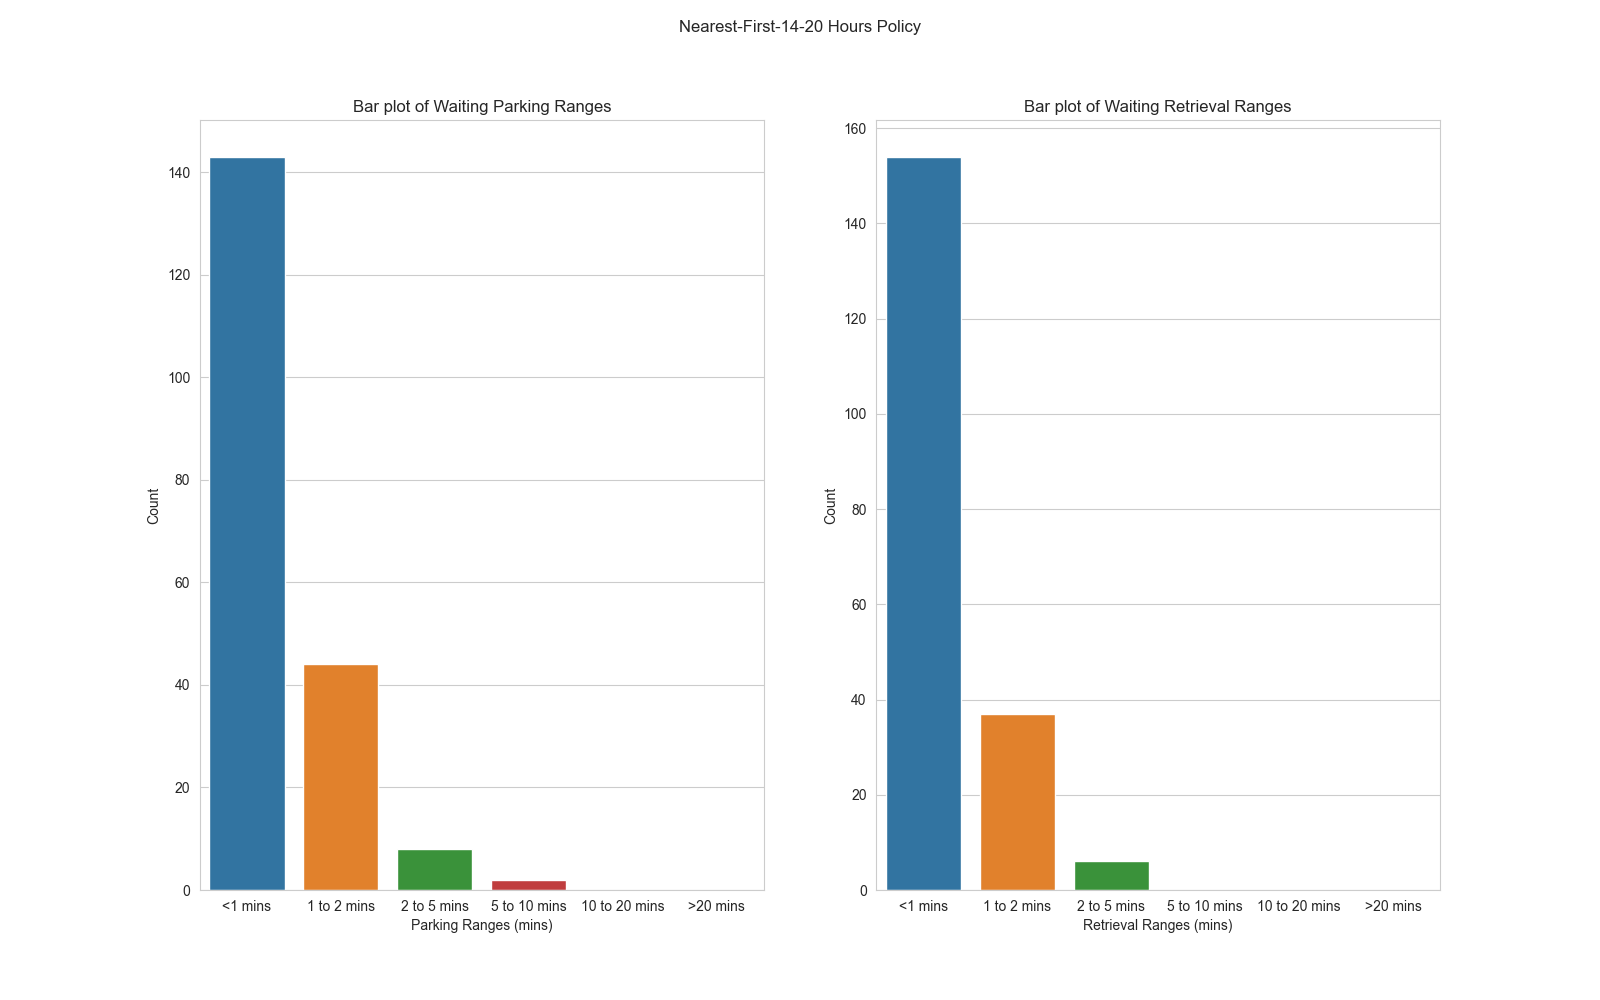 Nearest-First-14-20 Hours Policy
Bar plot of Waiting Parking Ranges
140
120
100
80
60
40
20
0
Count
<1 mins
1 to 2 mins
2 to 5 mins
5 to 10 mins
10 to 20 mins
>20 mins
Parking Ranges (mins)
Bar plot of Waiting Retrieval Ranges
160
140
120
100
80
60
40
20
0
Count
<1 mins
1 to 2 mins
2 to 5 mins
5 to 10 mins
10 to 20 mins
>20 mins
Retrieval Ranges (mins)